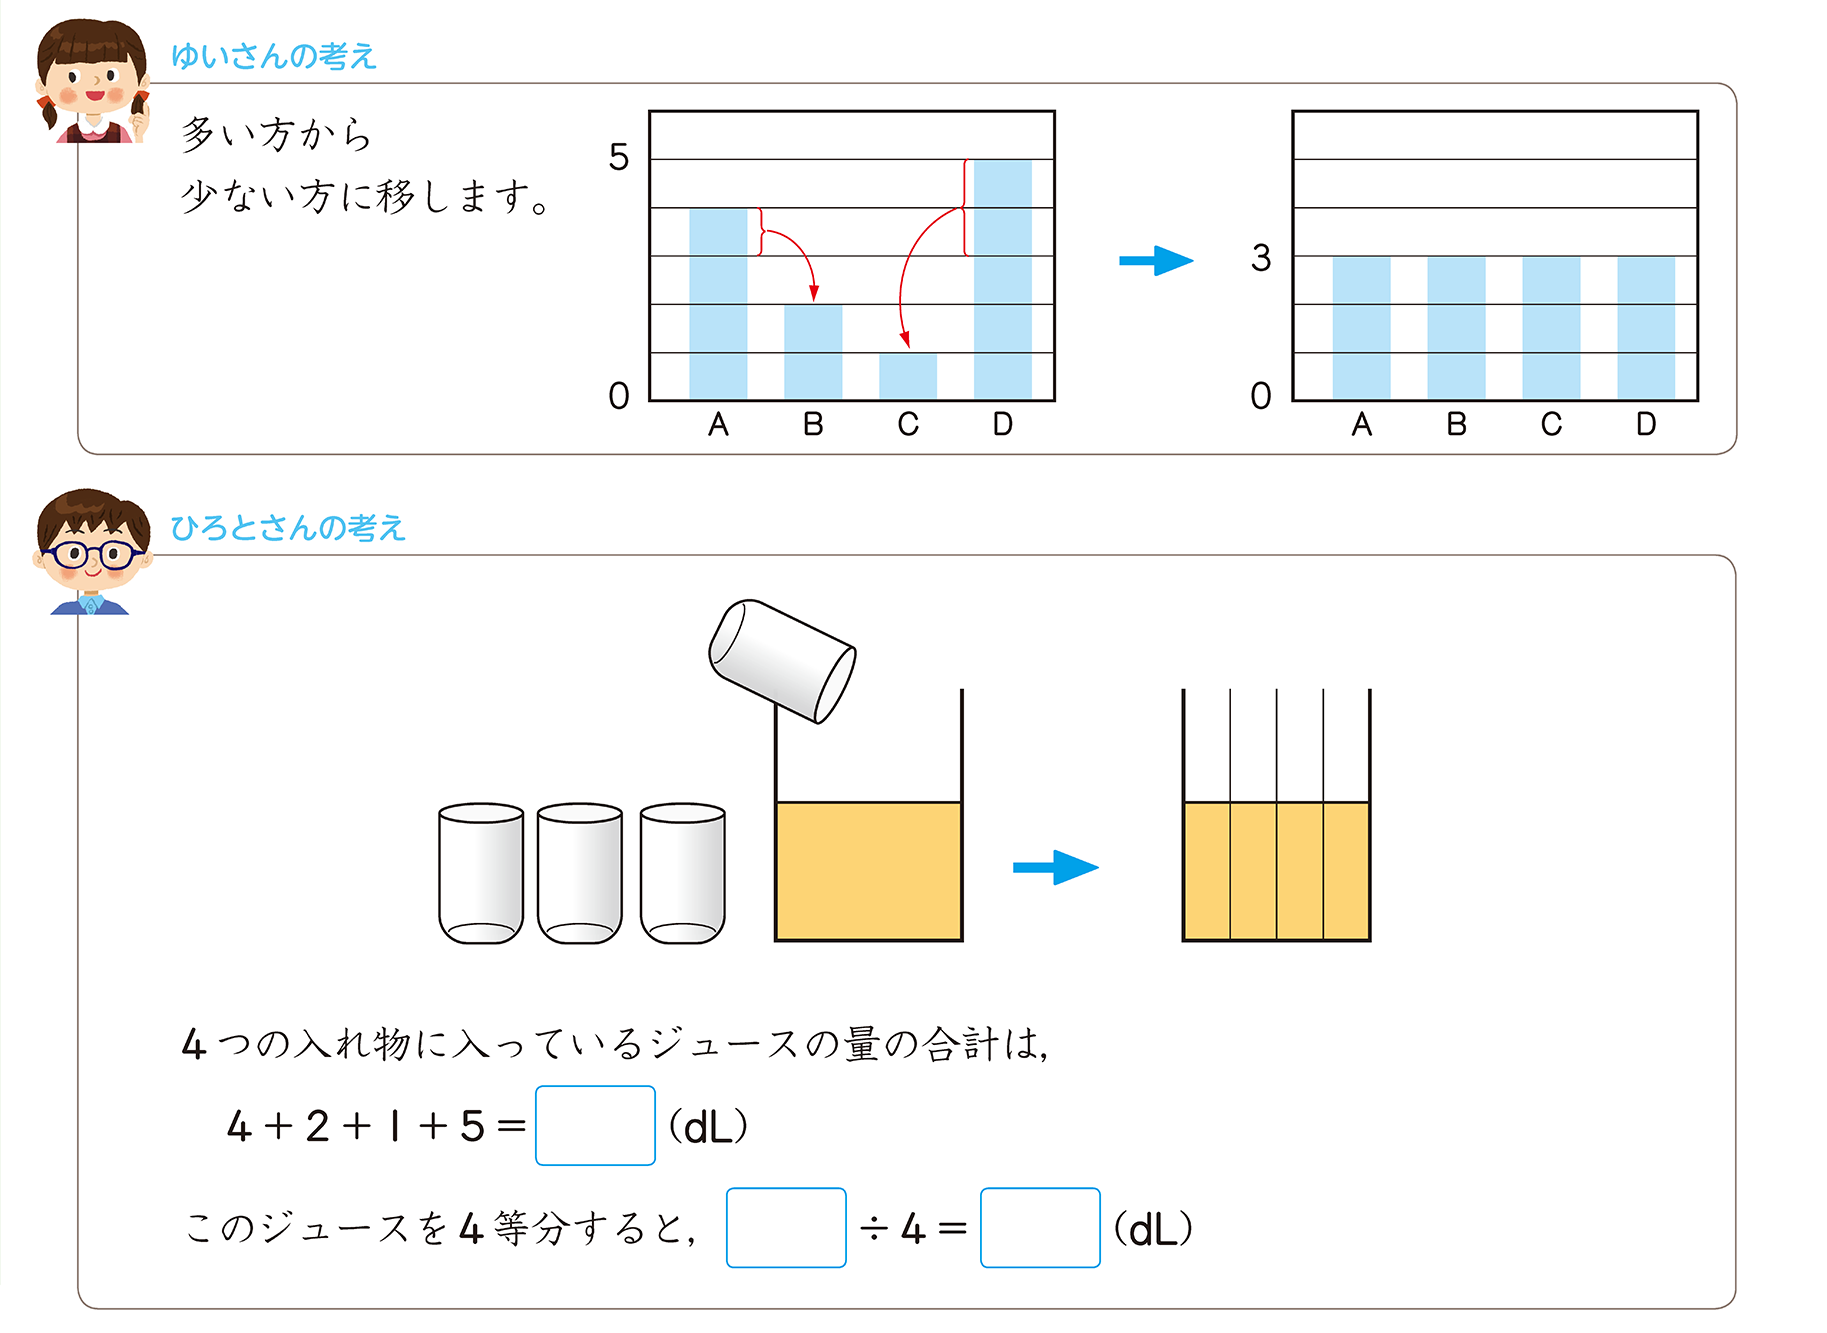 ゆいさんの考え
多い方から
少ない方に移します。
5
0
A B C D
3
0
A B C D
ひろとさんの考え
4つの入れ物に入っているジュースの量の合計は,
4+2+1+5= (dL)
このジュースを4等分すると, ÷4= (dL)